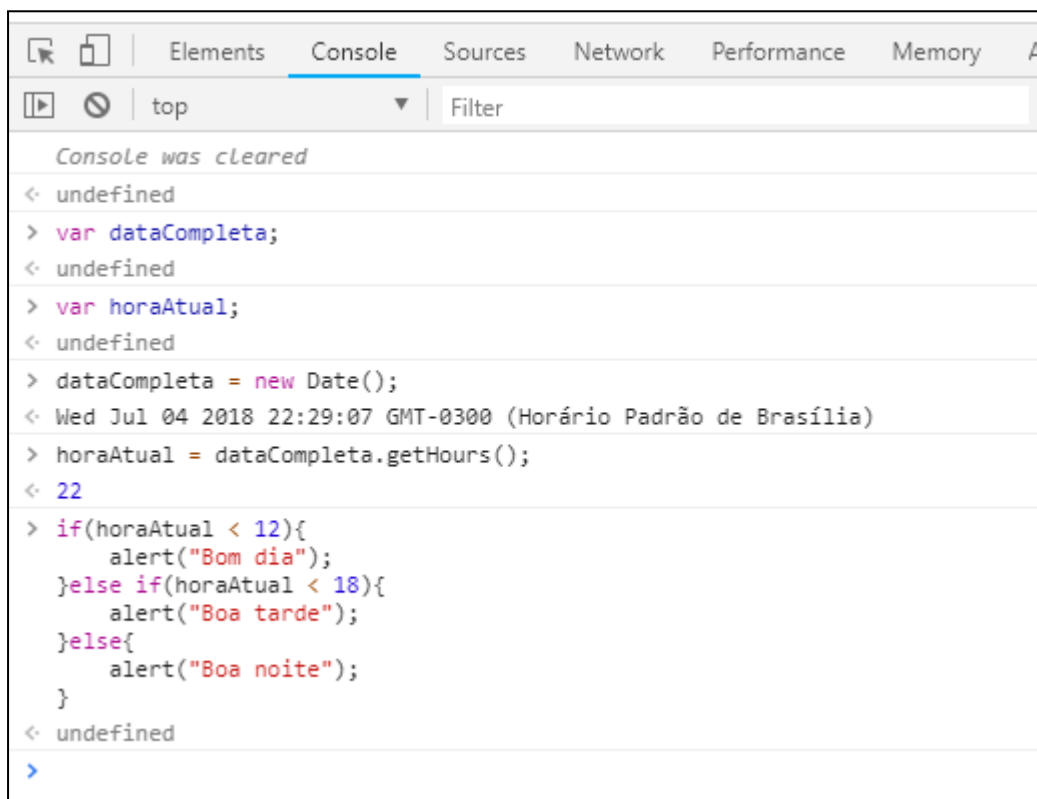 Elements Console Sources Network Performance Memory A
top ▼ Filter
Console was cleared
<· undefined
> var dataCompleta;
<· undefined
> var horaAtual;
<· undefined
> dataCompleta = new Date();
<· Wed Jul 04 2018 22:29:07 GMT-0300 (Horário Padrão de Brasília)
> horaAtual = dataCompleta.getHours();
<· 22
> if(horaAtual < 12){
    alert("Bom dia");
}else if(horaAtual < 18){
    alert("Boa tarde");
}else{
    alert("Boa noite");
}
<· undefined
>